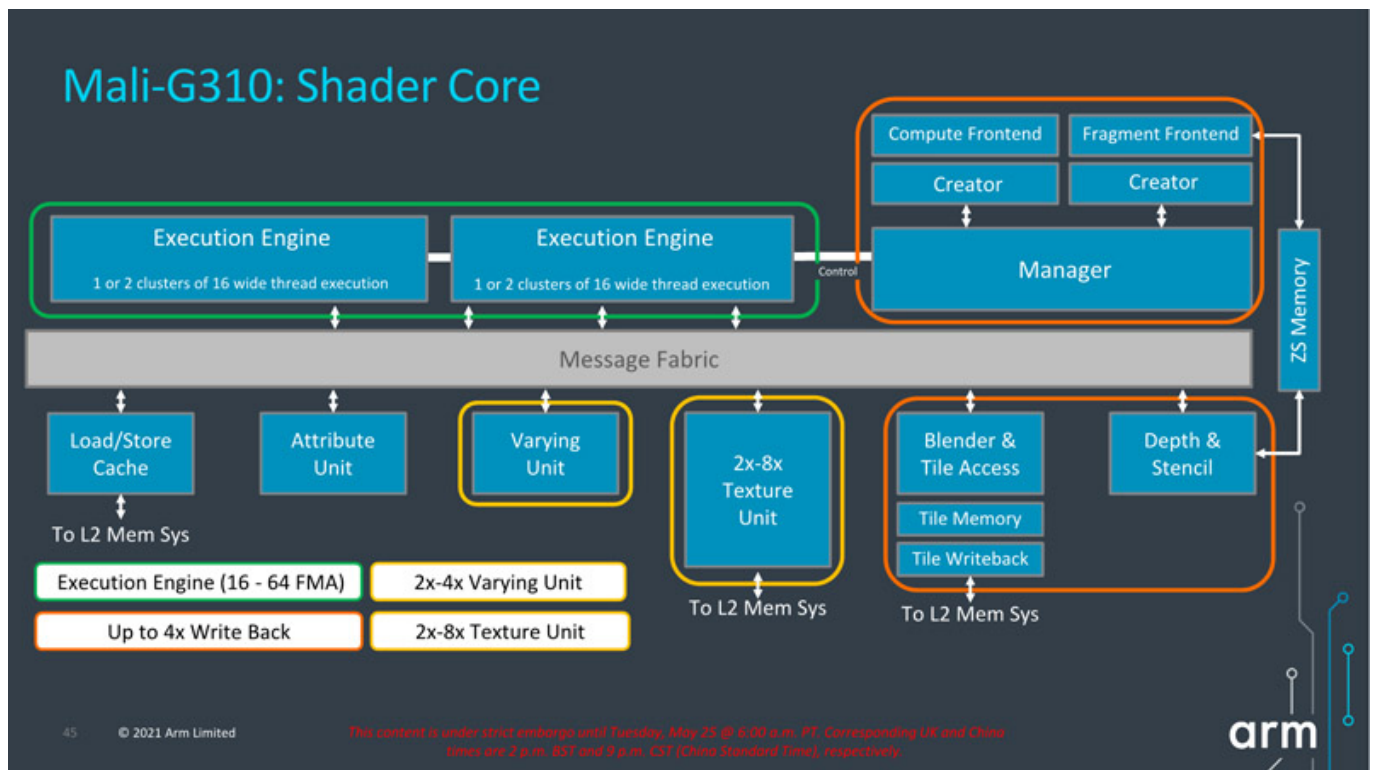 Mali-G310: Shader Core
Compute Frontend
Fragment Frontend
Creator
Creator
Execution Engine
1 or 2 clusters of 16 wide thread execution
Execution Engine
1 or 2 clusters of 16 wide thread execution
Control
Manager
ZS Memory
Message Fabric
Load/Store
Cache
Attribute
Unit
Varying
Unit
2x-8x
Texture
Unit
Blender &
Tile Access
Depth &
Stencil
Tile Memory
Tile Writeback
To L2 Mem Sys
To L2 Mem Sys
To L2 Mem Sys
Execution Engine (16 - 64 FMA)
2x-4x Varying Unit
Up to 4x Write Back
2x-8x Texture Unit
45
© 2021 Arm Limited
This content is under strict embargo until Tuesday, May 25 @ 6:00 a.m. PT. Corresponding UK and China
times are 2 p.m. BST and 9 p.m. CST (China Standard Time), respectively.
arm